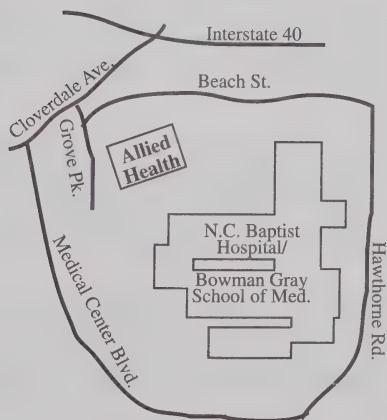 Interstate 40
Cloverdale Ave.
Beach St.
Grove Pk.
Allied
Health
N.C. Baptist
Hospital/
Bowman Gray
School of Med.
Medical Center Blvd.
Hawthorne Rd.